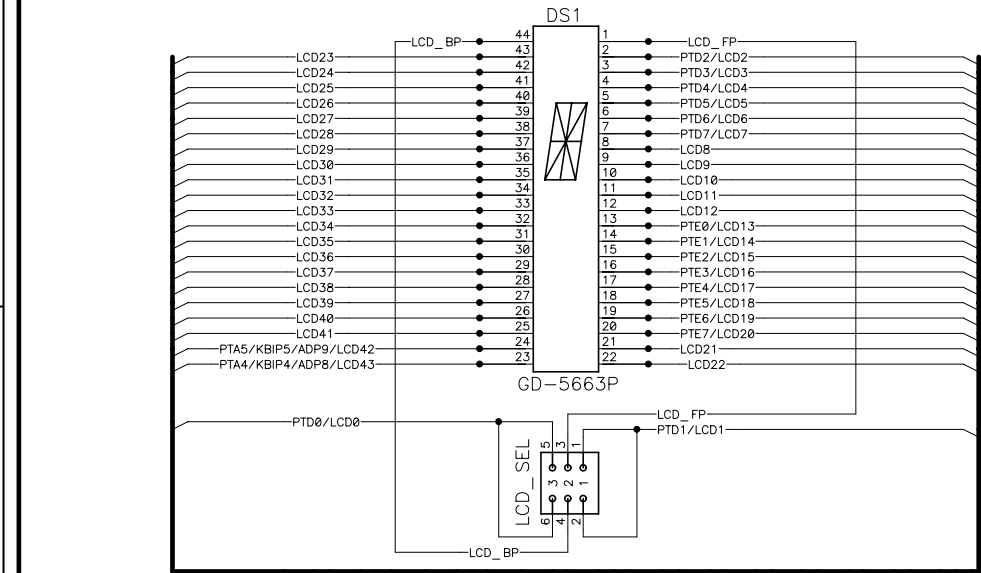 DS1
LCD_BP 44 1 LCD_FP
LCD23 43 2 PTD2/LCD2
LCD24 42 3 PTD3/LCD3
LCD25 41 4 PTD4/LCD4
LCD26 40 5 PTD5/LCD5
LCD27 39 6 PTD6/LCD6
LCD28 38 7 PTD7/LCD7
LCD29 37 8 LCD8
LCD30 36 9 LCD9
LCD31 35 10 LCD10
LCD32 34 11 LCD11
LCD33 33 12 LCD12
LCD34 32 13 PTE0/LCD13
LCD35 31 14 PTE1/LCD14
LCD36 30 15 PTE2/LCD15
LCD37 29 16 PTE3/LCD16
LCD38 28 17 PTE4/LCD17
LCD39 27 18 PTE5/LCD18
LCD40 26 19 PTE6/LCD19
LCD41 25 20 PTE7/LCD20
PTA5/KBIP5/ADP9/LCD42 24 21 LCD21
PTA4/KBIP4/ADP8/LCD43 23 22 LCD22
GD-5663P
LCD_FP
PTD0/LCD0 PTD1/LCD1
LCD_SEL
5 3 1
3 2 1
6 4 2
LCD_BP